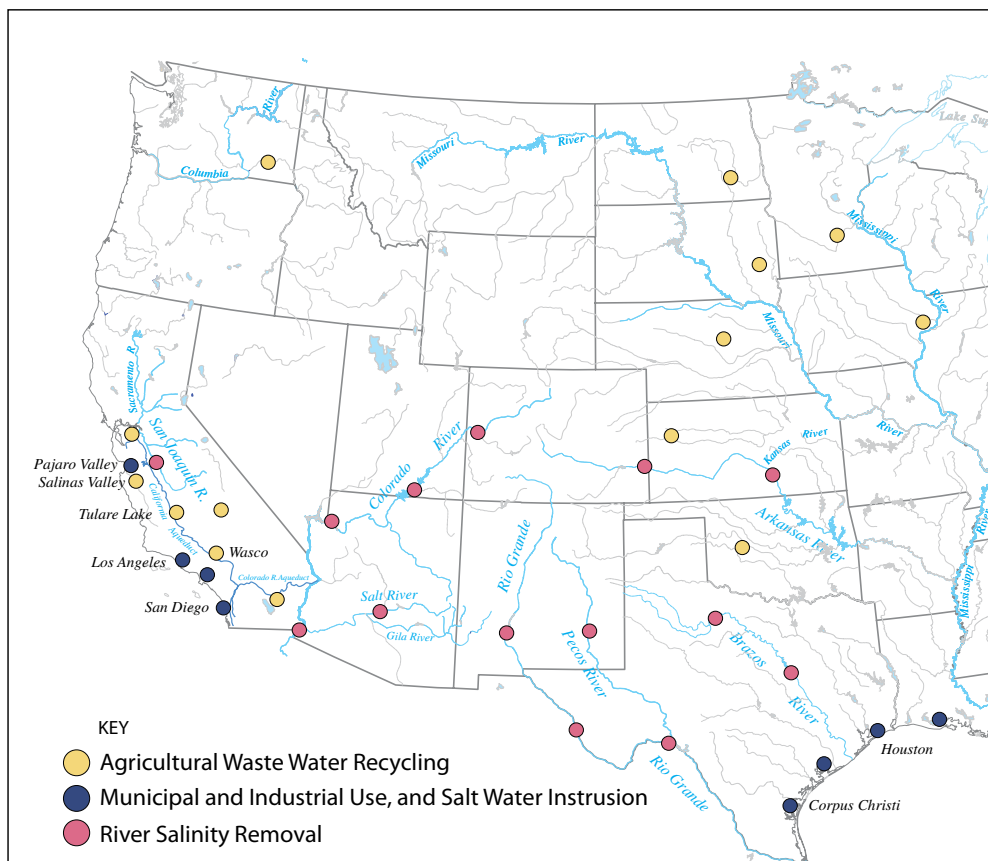 River
Columbia
Missouri
River
Lake Sup
Mississippi
River
Missouri
River
Sacramento R.
San Joaquin R.
Pajaro Valley
Salinas Valley
California
Aqueduct
Tulare Lake
Wasco
Los Angeles
Colorado R.Aqueduct
San Diego
Colorado
River
Salt River
Gila River
Rio Grande
Pecos River
Kansas
River
Arkansas River
Mississippi
River
Brazos
River
Rio Grande
Houston
Corpus Christi
KEY
Agricultural Waste Water Recycling
Municipal and Industrial Use, and Salt Water Instrusion
River Salinity Removal